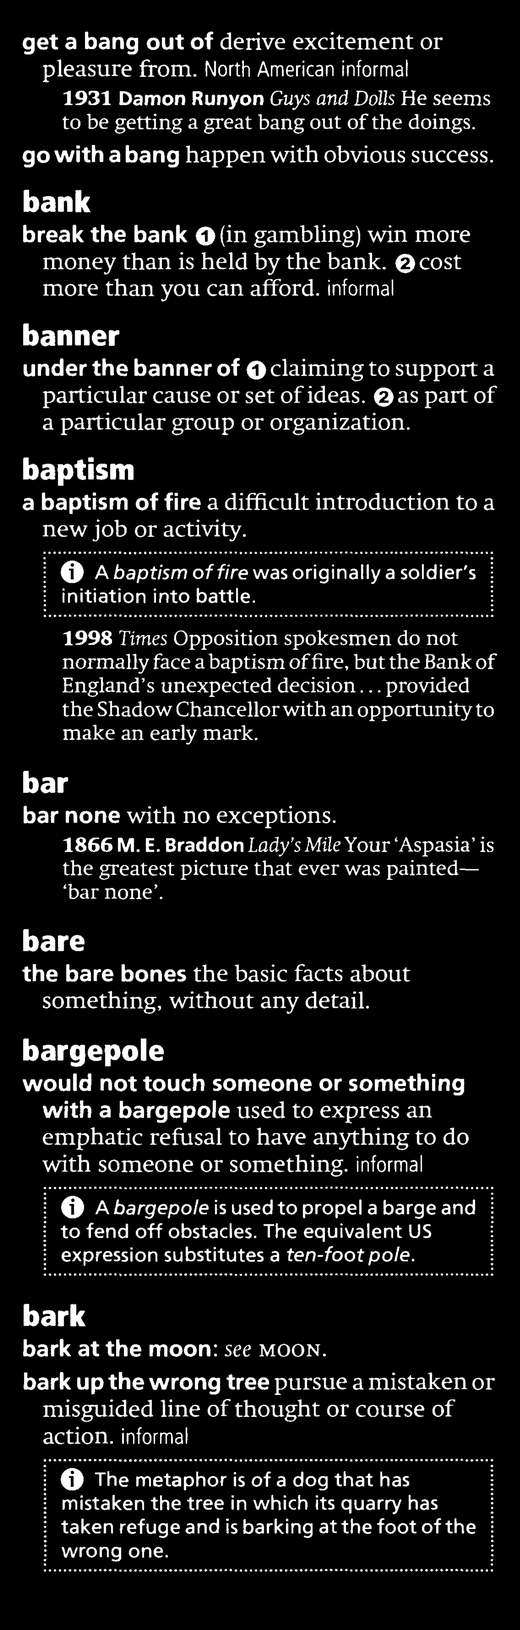 get a bang out of derive excitement or
pleasure from. North American informal
1931 Damon Runyon Guys and Dolls He seems
to be getting a great bang out of the doings.
go with a bang happen with obvious success.
bank
break the bank ❶ (in gambling) win more
money than is held by the bank. ❷ cost
more than you can afford. informal
banner
under the banner of ❶ claiming to support a
particular cause or set of ideas. ❷ as part of
a particular group or organization.
baptism
a baptism of fire a difficult introduction to a
new job or activity.
ⓘ A baptism of fire was originally a soldier's
initiation into battle.
1998 Times Opposition spokesmen do not
normally face a baptism of fire, but the Bank of
England's unexpected decision . . . provided
the Shadow Chancellor with an opportunity to
make an early mark.
bar
bar none with no exceptions.
1866 M. E. Braddon Lady's Mile Your ‘Aspasia’ is
the greatest picture that ever was painted—
‘bar none’.
bare
the bare bones the basic facts about
something, without any detail.
bargepole
would not touch someone or something
with a bargepole used to express an
emphatic refusal to have anything to do
with someone or something. informal
ⓘ A bargepole is used to propel a barge and
to fend off obstacles. The equivalent US
expression substitutes a ten-foot pole.
bark
bark at the moon: see MOON.
bark up the wrong tree pursue a mistaken or
misguided line of thought or course of
action. informal
ⓘ The metaphor is of a dog that has
mistaken the tree in which its quarry has
taken refuge and is barking at the foot of the
wrong one.